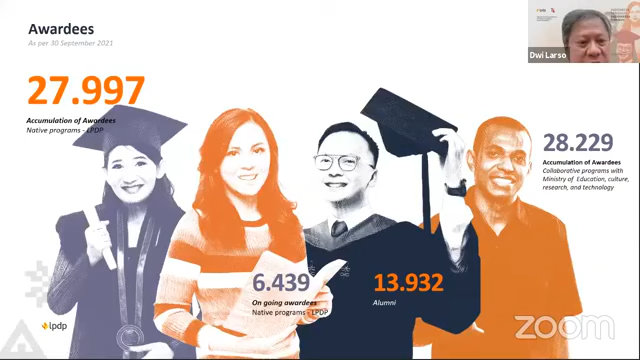 Awardees
As per 30 September 2021
27.997
Accumulation of Awardees
Native programs - LPDP
28.229
Accumulation of Awardees
Collaborative programs with
Ministry of Education, culture,
research, and technology
6.439
On going awardees
Native programs - LPDP
13.932
Alumni
lpdp
Dwi Larso
zoom